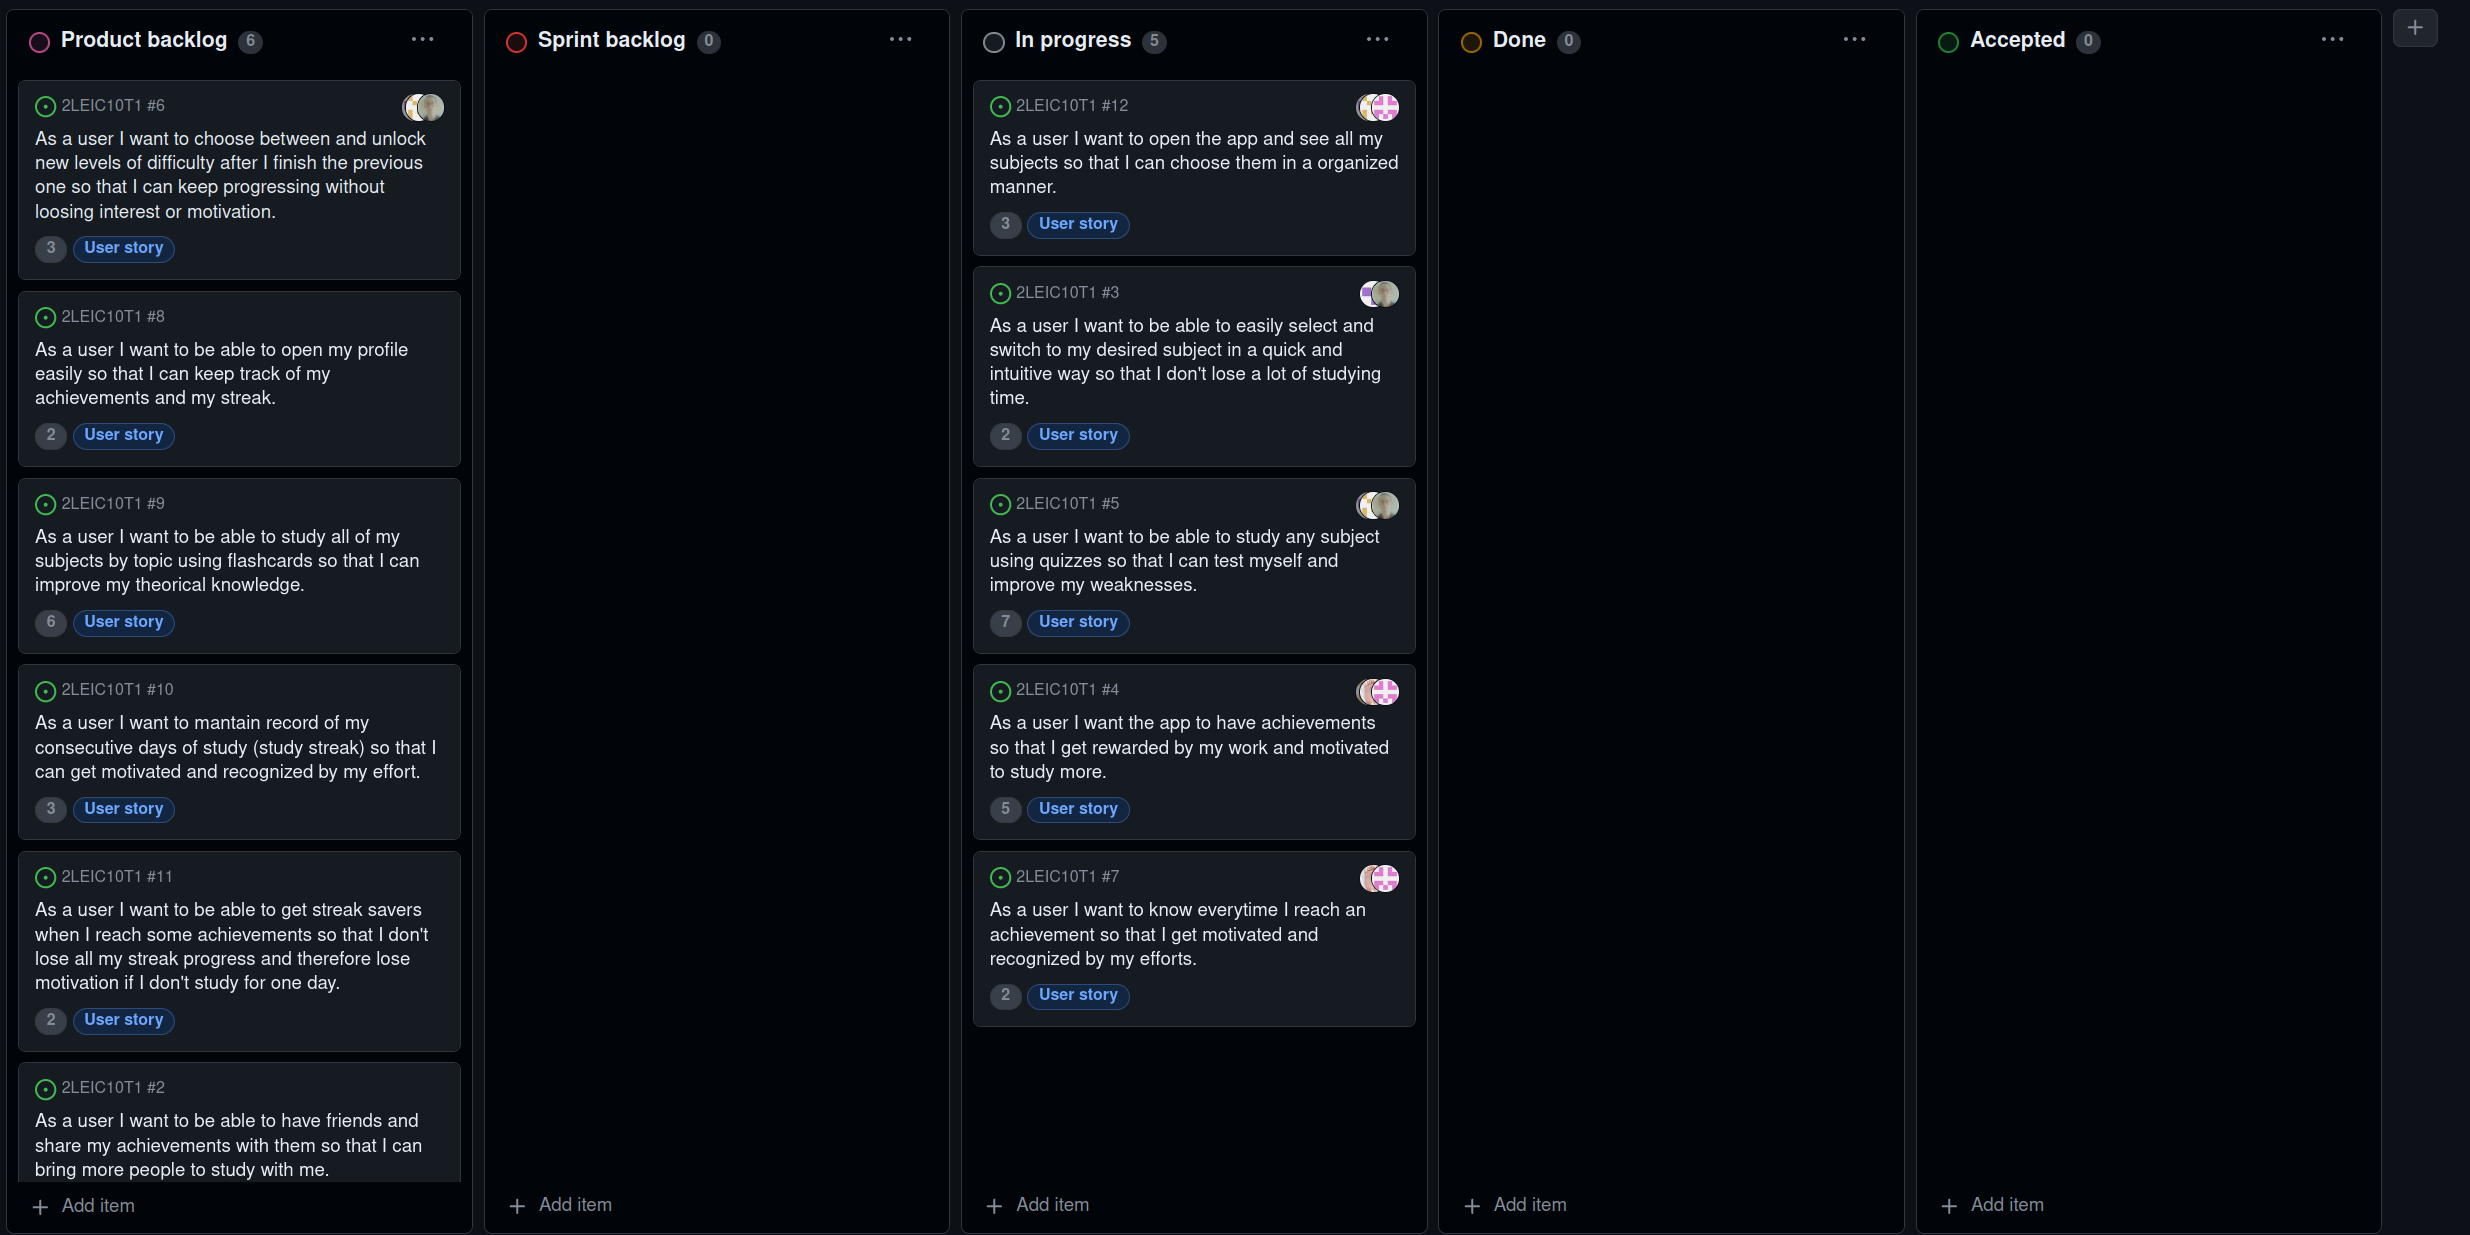 Product backlog 6
2LEIC10T1 #6
As a user I want to choose between and unlock
new levels of difficulty after I finish the previous
one so that I can keep progressing without
loosing interest or motivation.
3 User story
2LEIC10T1 #8
As a user I want to be able to open my profile
easily so that I can keep track of my
achievements and my streak.
2 User story
2LEIC10T1 #9
As a user I want to be able to study all of my
subjects by topic using flashcards so that I can
improve my theorical knowledge.
6 User story
2LEIC10T1 #10
As a user I want to mantain record of my
consecutive days of study (study streak) so that I
can get motivated and recognized by my effort.
3 User story
2LEIC10T1 #11
As a user I want to be able to get streak savers
when I reach some achievements so that I don't
lose all my streak progress and therefore lose
motivation if I don't study for one day.
2 User story
2LEIC10T1 #2
As a user I want to be able to have friends and
share my achievements with them so that I can
bring more people to study with me.
+ Add item
Sprint backlog 0
+ Add item
In progress 5
2LEIC10T1 #12
As a user I want to open the app and see all my
subjects so that I can choose them in a organized
manner.
3 User story
2LEIC10T1 #3
As a user I want to be able to easily select and
switch to my desired subject in a quick and
intuitive way so that I don't lose a lot of studying
time.
2 User story
2LEIC10T1 #5
As a user I want to be able to study any subject
using quizzes so that I can test myself and
improve my weaknesses.
7 User story
2LEIC10T1 #4
As a user I want the app to have achievements
so that I get rewarded by my work and motivated
to study more.
5 User story
2LEIC10T1 #7
As a user I want to know everytime I reach an
achievement so that I get motivated and
recognized by my efforts.
2 User story
+ Add item
Done 0
+ Add item
Accepted 0
+ Add item